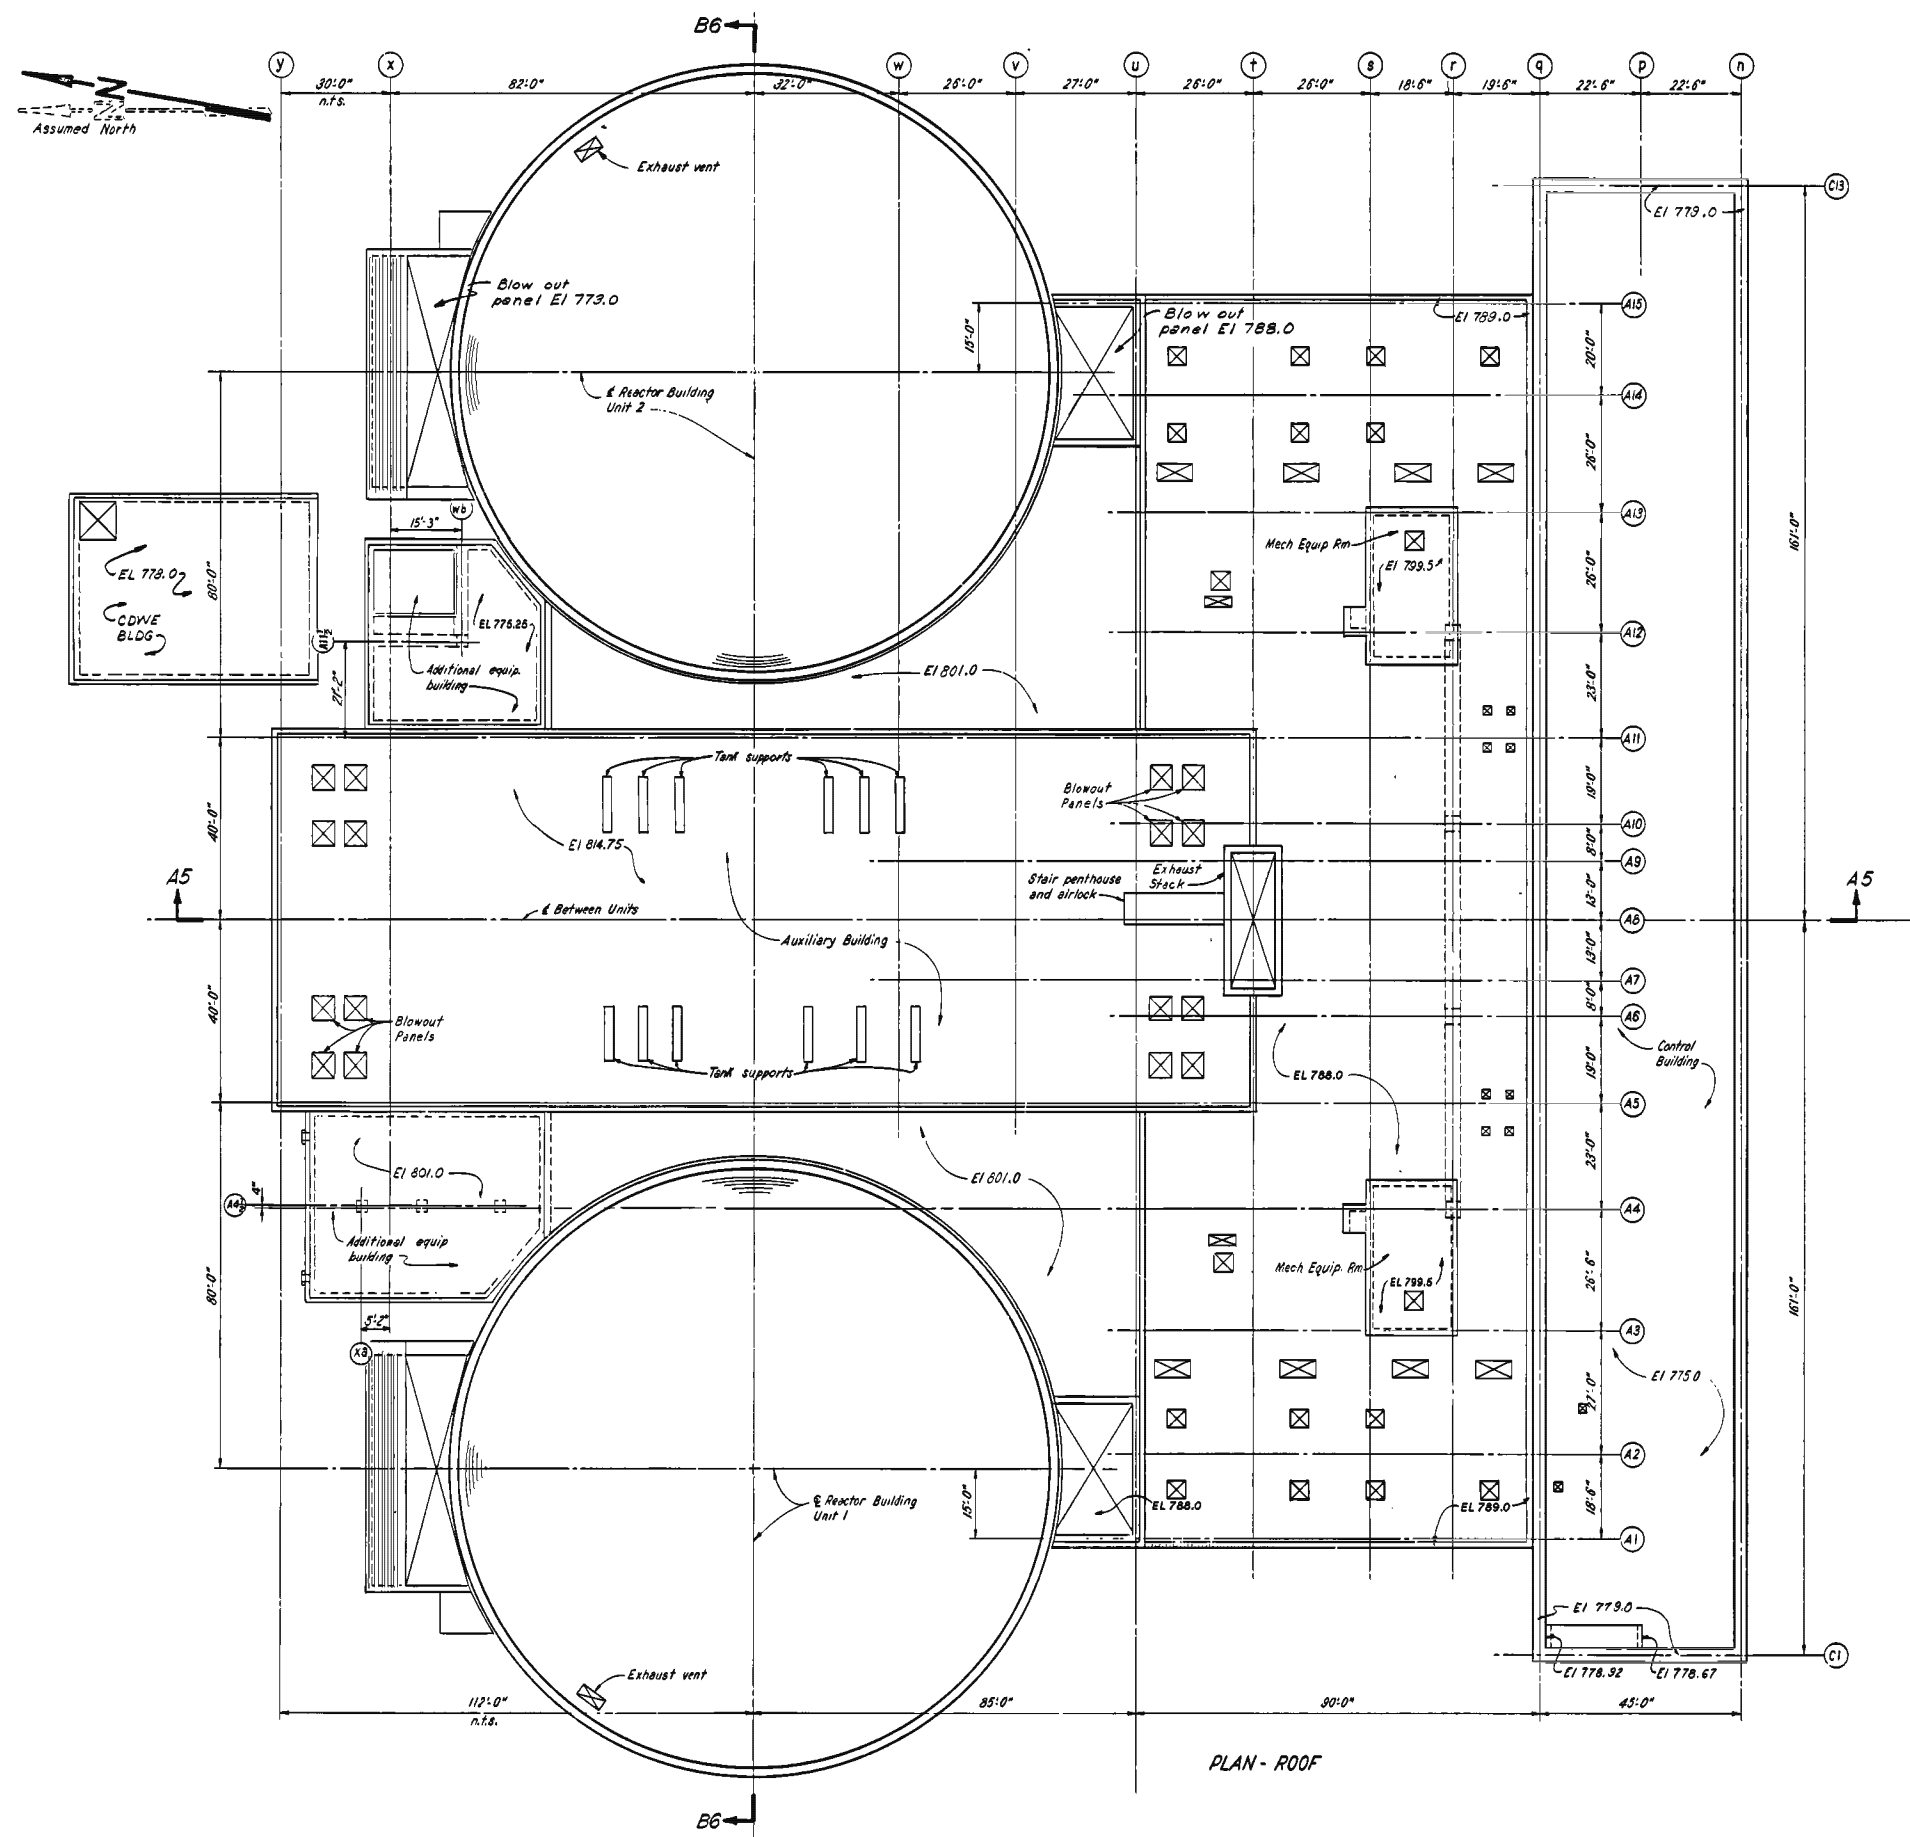 B6
y
x
w
v
u
t
s
r
q
p
n
30'-0"
n.t.s.
82'-0"
32'-0"
26'-0"
27'-0"
26'-0"
26'-0"
18'-6"
19'-6"
22'-6"
22'-6"
N
Assumed North
Exhaust vent
C13
El 779.0
Blow out
panel El 773.0
15'-0"
Blow out
panel El 788.0
El 789.0
A15
20'-0"
₵ Reactor Building
Unit 2
A14
26'-0"
wb
15'-3"
A13
Mech Equip Rm
El 799.5
161'-0"
EL 778.0
CDWE
BLDG
80'-0"
EL 775.25
26'-0"
A11½
A12
21'-2"
Additional equip.
building
El 801.0
23'-0"
A11
Tank supports
Blowout
Panels
19'-0"
40'-0"
A10
El 814.75
8'-0"
A9
Exhaust
Stack
Stair penthouse
and airlock
13'-0"
A5
A5
₵ Between Units
A8
Auxiliary Building
13'-0"
A7
40'-0"
8'-0"
Blowout
Panels
A6
Control
Building
Tank supports
EL 788.0
19'-0"
A5
El 801.0
El 801.0
23'-0"
4"
A4½
A4
Additional equip
building
Mech Equip. Rm
EL 799.5
26'-6"
80'-0"
161'-0"
5'-2"
xa
A3
El 775.0
27'-0"
A2
₵ Reactor Building
Unit 1
15'-0"
EL 788.0
EL 789.0
18'-6"
A1
El 779.0
Exhaust vent
El 778.92
El 778.67
C1
112'-0"
n.t.s.
85'-0"
90'-0"
45'-0"
PLAN - ROOF
B6